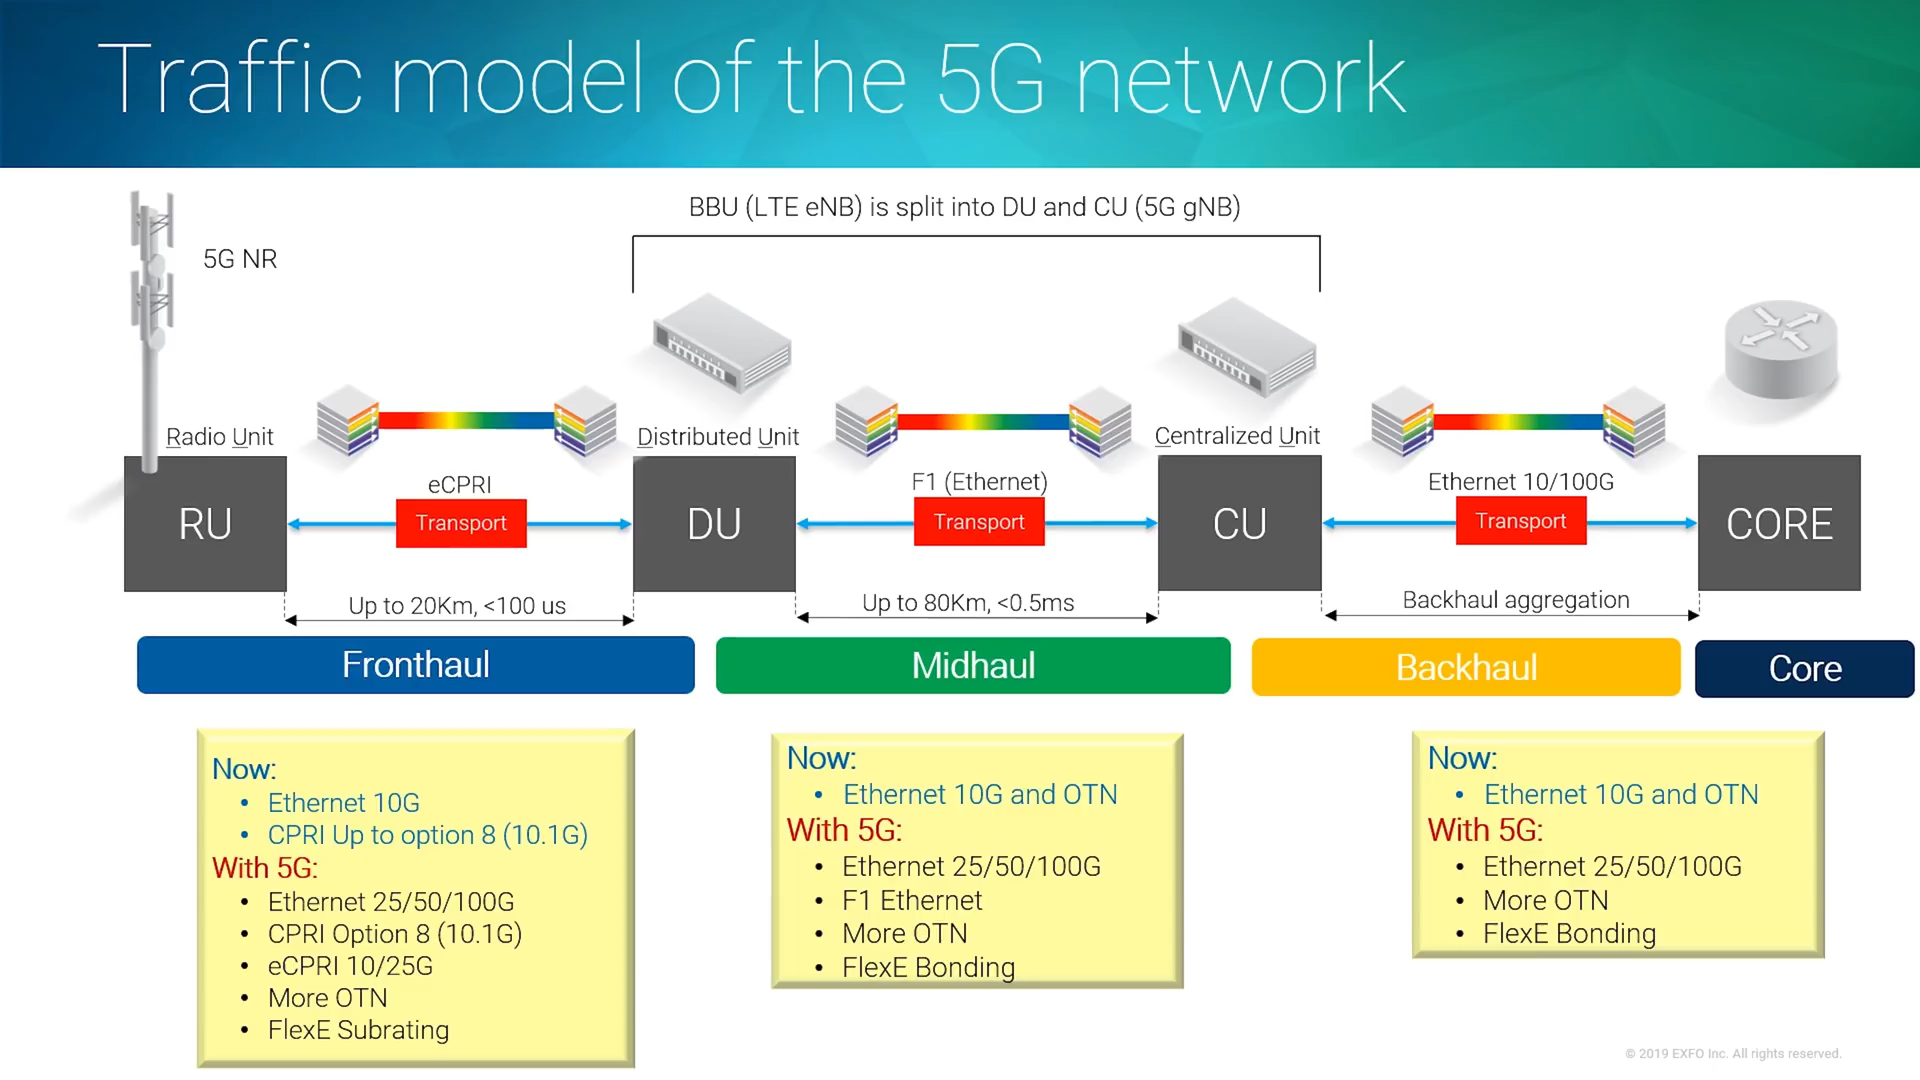 Traffic model of the 5G network
BBU (LTE eNB) is split into DU and CU (5G gNB)
5G NR
Radio Unit
Distributed Unit
Centralized Unit
eCPRI
F1 (Ethernet)
Ethernet 10/100G
RU
Transport
DU
Transport
CU
Transport
CORE
Up to 20Km, <100 us
Up to 80Km, <0.5ms
Backhaul aggregation
Fronthaul
Midhaul
Backhaul
Core
Now:
• Ethernet 10G
• CPRI Up to option 8 (10.1G)
With 5G:
• Ethernet 25/50/100G
• CPRI Option 8 (10.1G)
• eCPRI 10/25G
• More OTN
• FlexE Subrating
Now:
• Ethernet 10G and OTN
With 5G:
• Ethernet 25/50/100G
• F1 Ethernet
• More OTN
• FlexE Bonding
Now:
• Ethernet 10G and OTN
With 5G:
• Ethernet 25/50/100G
• More OTN
• FlexE Bonding
© 2019 EXFO Inc. All rights reserved.